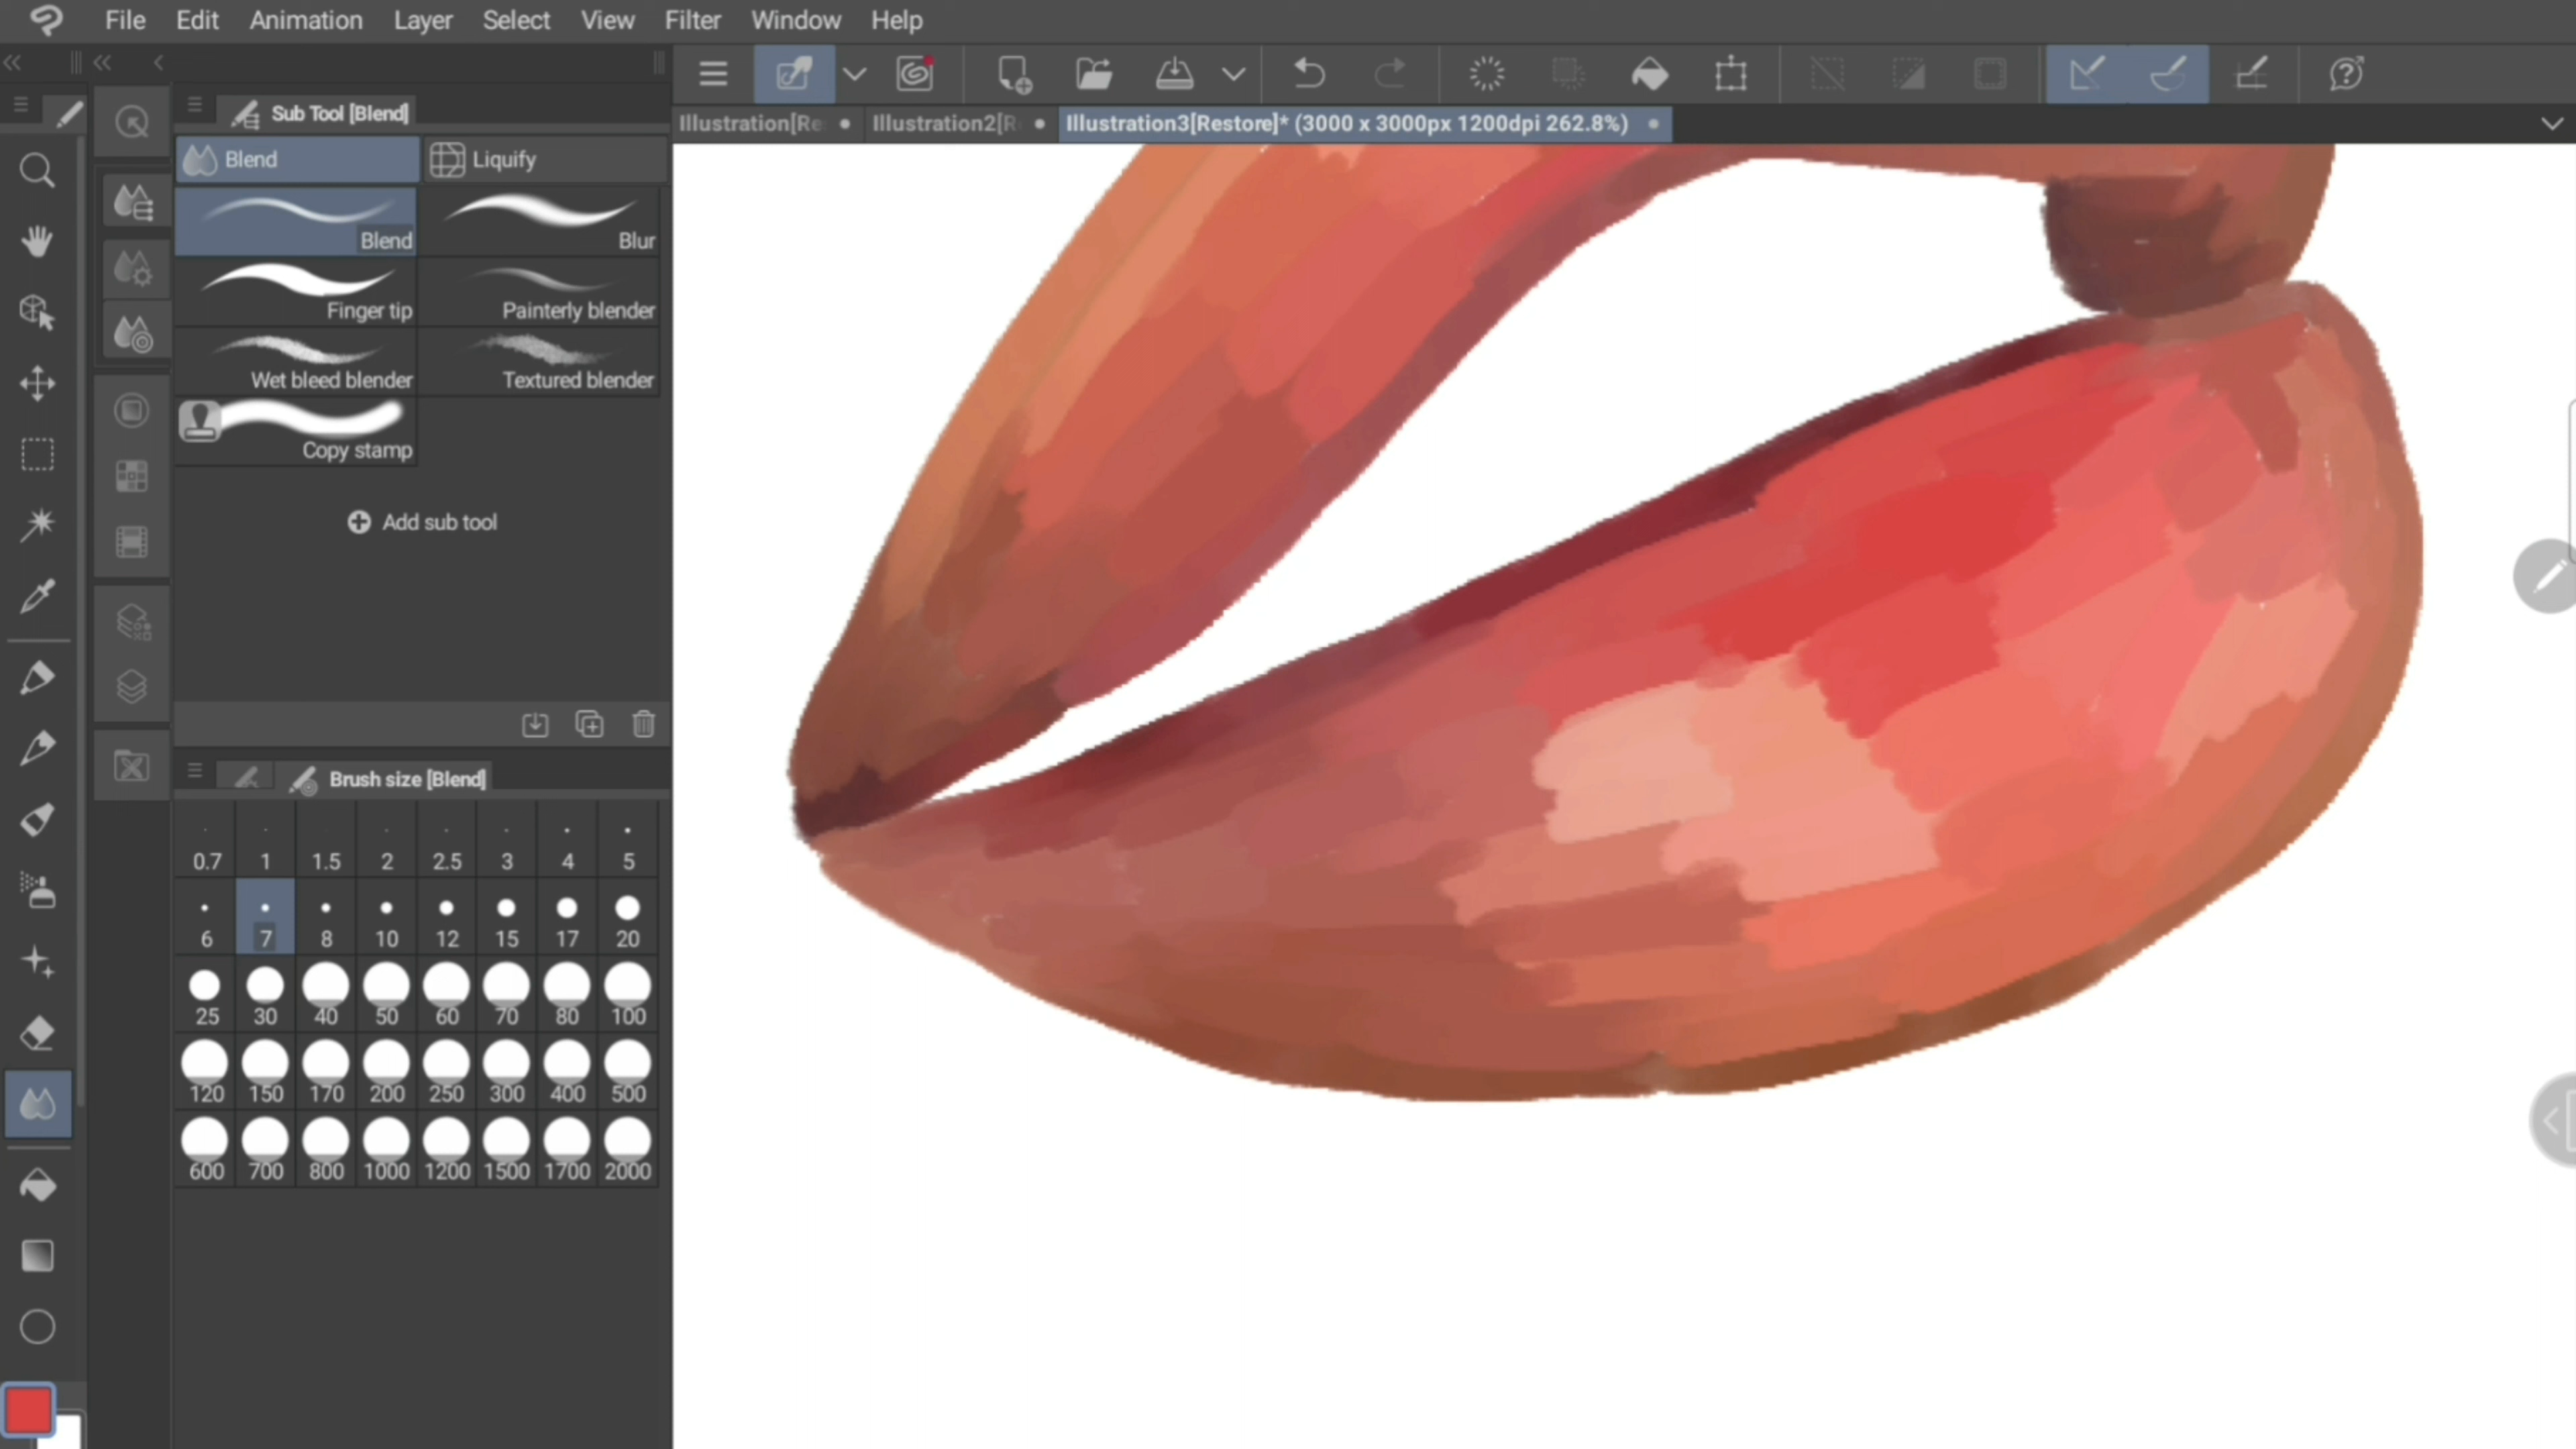 File Edit Animation Layer Select View Filter Window Help
Sub Tool [Blend]
Illustration[Re Illustration2[R Illustration3[Restore]* (3000 x 3000px 1200dpi 262.8%)
Blend Liquify
Blend Blur
Finger tip Painterly blender
Wet bleed blender Textured blender
Copy stamp
Add sub tool
Brush size [Blend]
0.7 1 1.5 2 2.5 3 4 5
6 7 8 10 12 15 17 20
25 30 40 50 60 70 80 100
120 150 170 200 250 300 400 500
600 700 800 1000 1200 1500 1700 2000